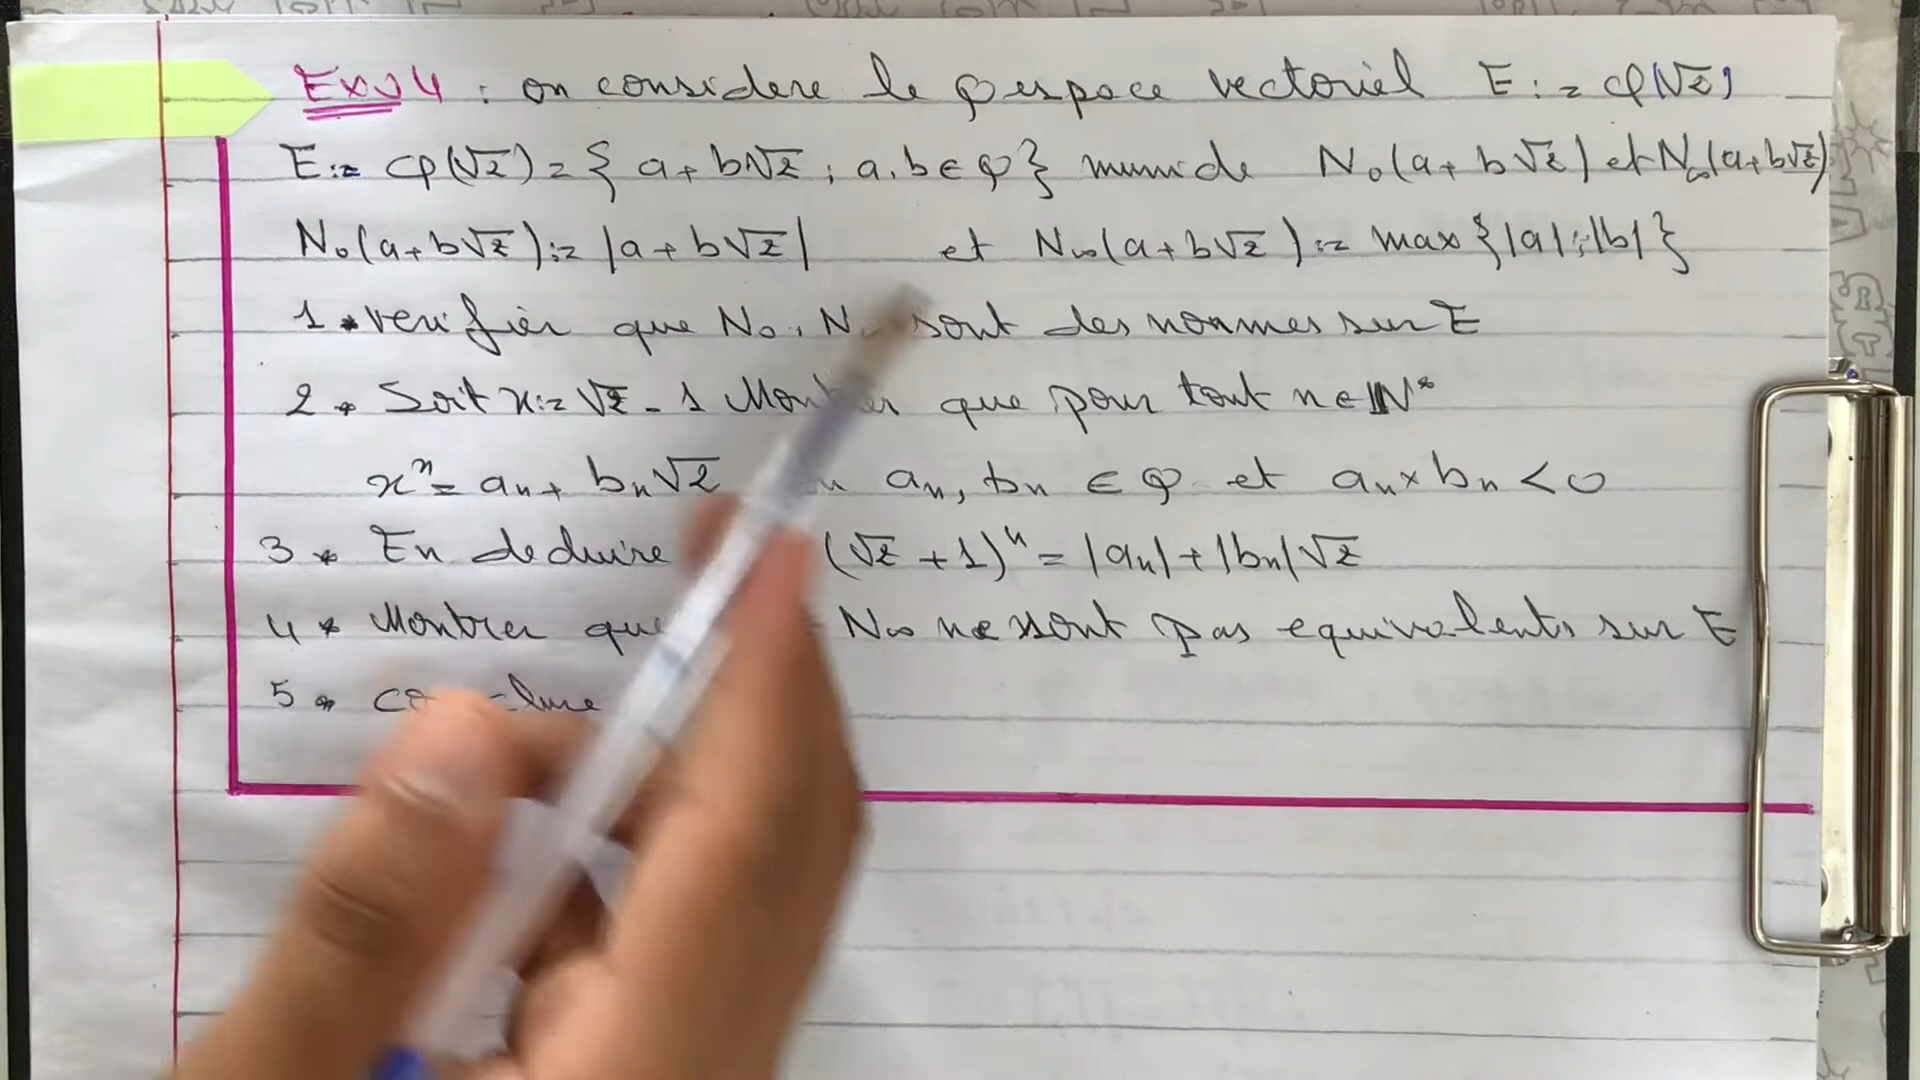 Exo 4 : on considere le Q espace vectoriel E := Q(√2)
E := Q(√2) = { a + b√2 ; a, b ∈ Q } muni de N₀(a + b√2) et N∞(a + b√2)
N₀(a + b√2) := |a + b√2| et N∞(a + b√2) := max {|a| ; |b|}
1 * verifier que N₀, N∞ sont des normes sur E
2 * Soit x := √2 - 1 Montrer que pour tout n ∈ ℕ*
xⁿ = aₙ + bₙ√2 aₙ, bₙ ∈ Q et aₙ × bₙ < 0
3 * En deduire (√2 + 1)ⁿ = |aₙ| + |bₙ|√2
4 * Montrer que N∞ ne sont pas equivalents sur E
5 *